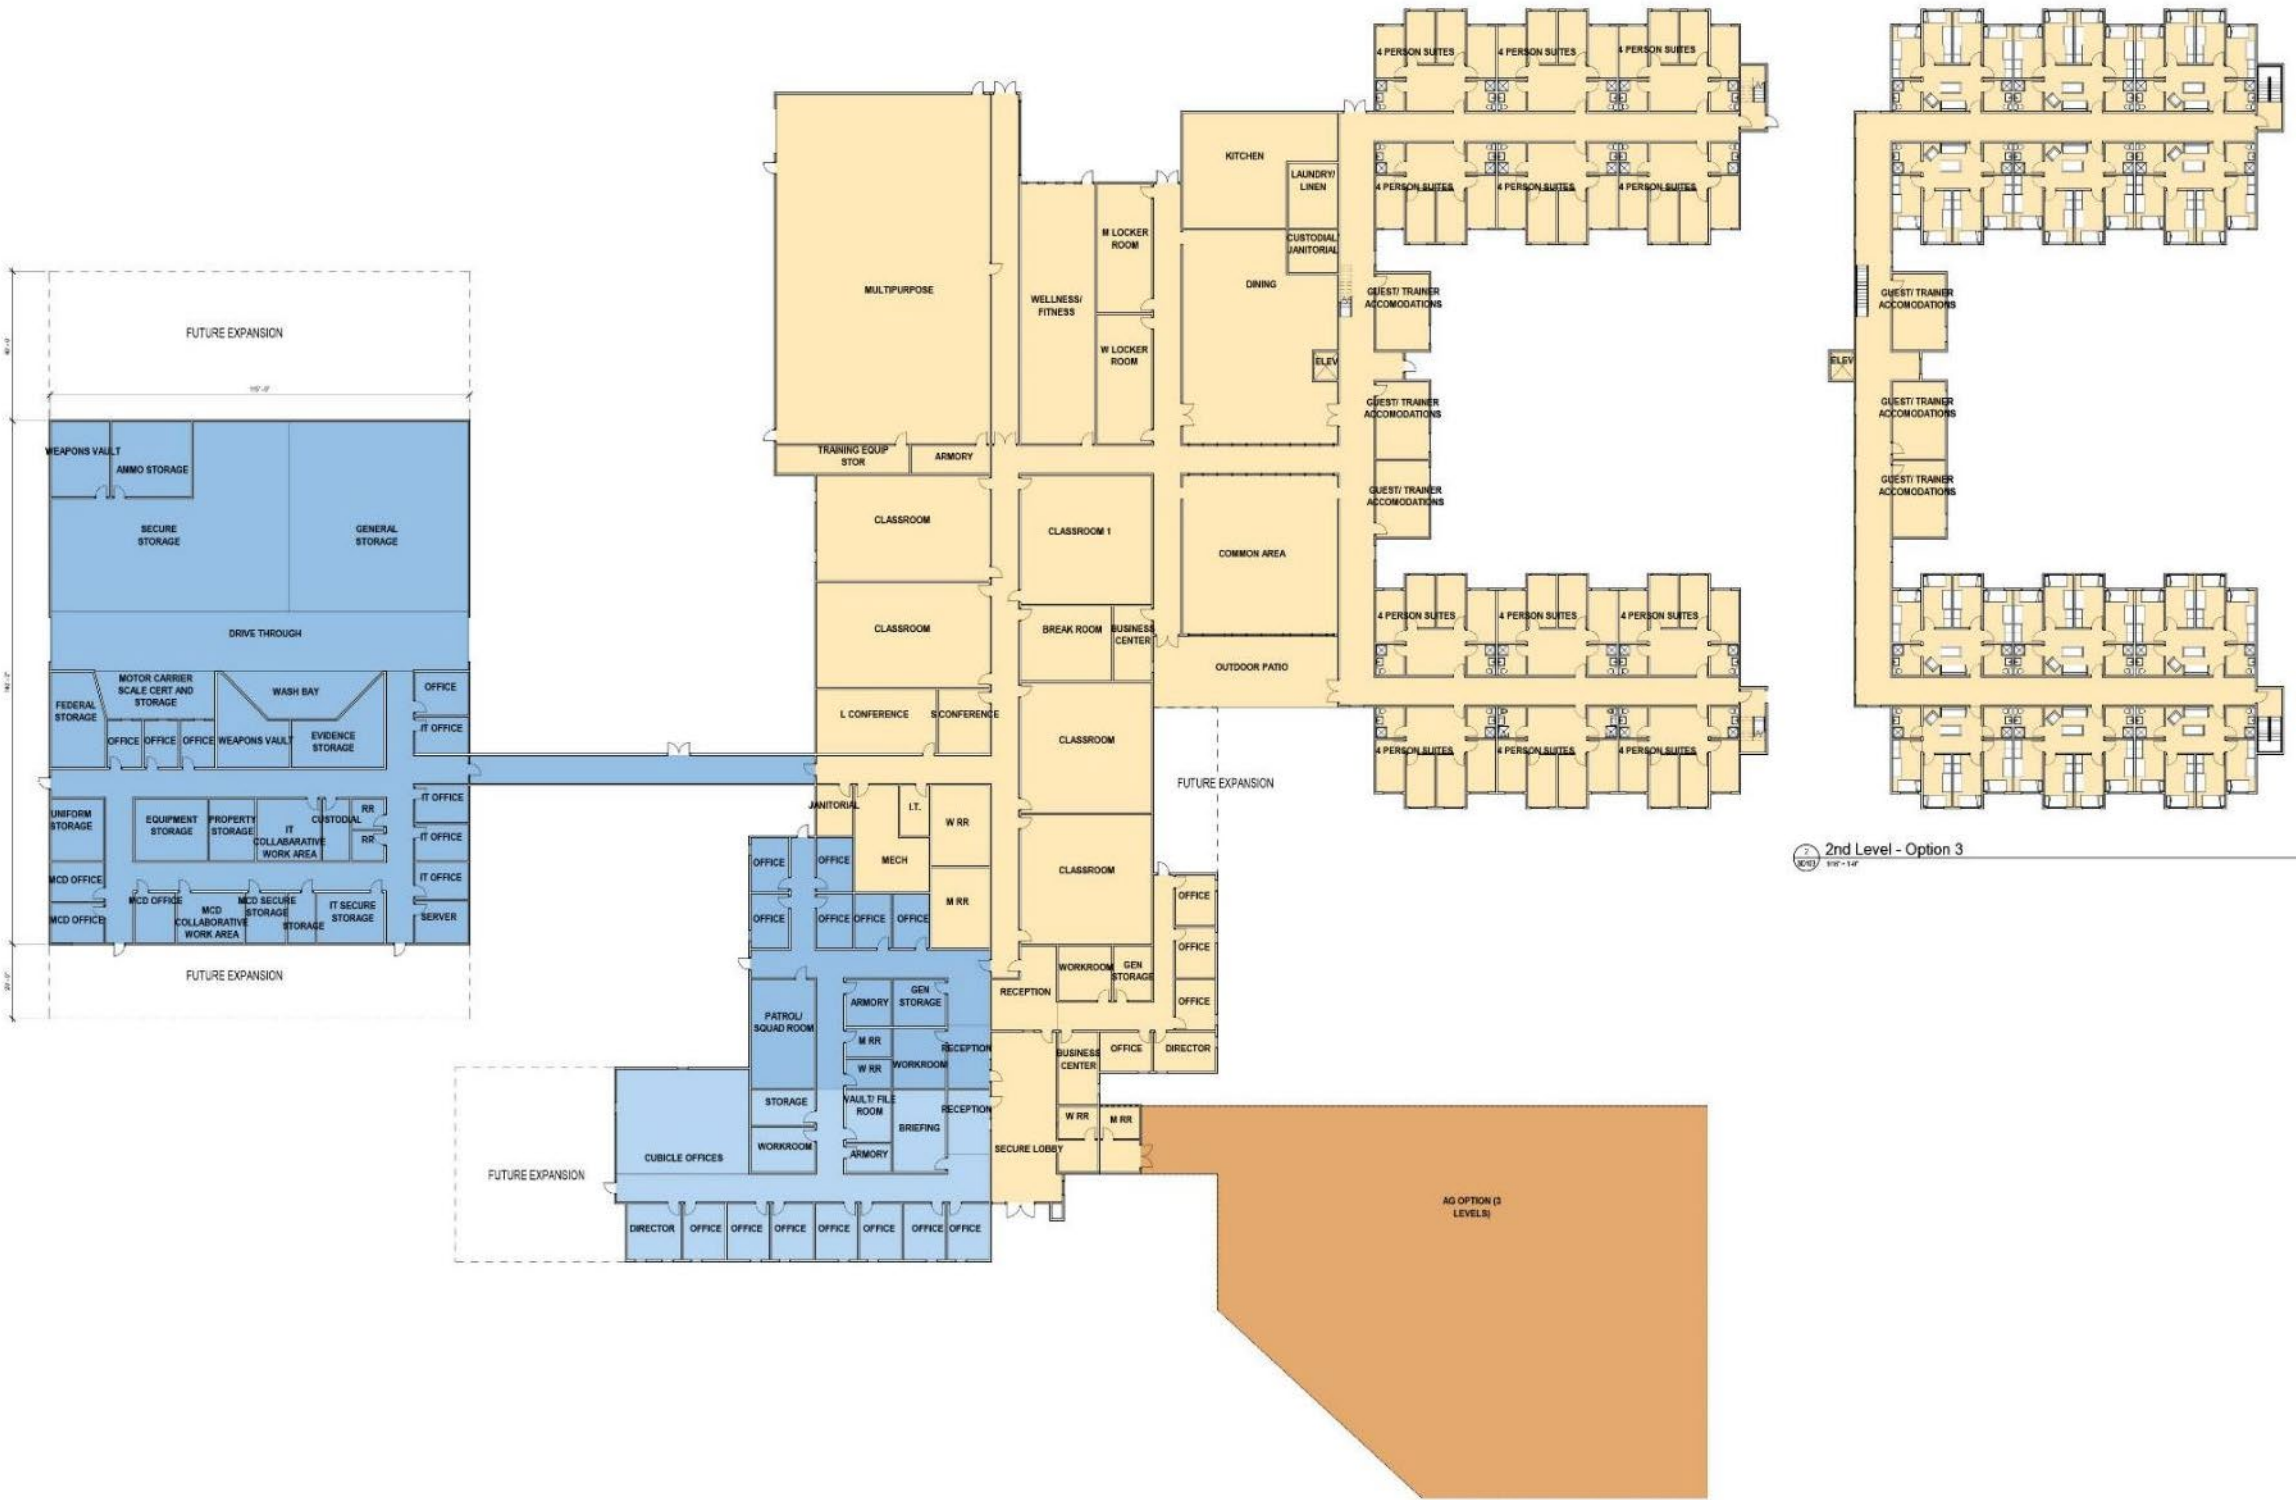 4 PERSON SUITES
4 PERSON SUITES
4 PERSON SUITES
KITCHEN
LAUNDRY/
LINEN
4 PERSON SUITES
4 PERSON SUITES
4 PERSON SUITES
M LOCKER
ROOM
CUSTODIAL/
JANITORIAL
MULTIPURPOSE
DINING
WELLNESS/
FITNESS
GUEST/ TRAINER
ACCOMODATIONS
GUEST/ TRAINER
ACCOMODATIONS
FUTURE EXPANSION
W LOCKER
ROOM
ELEV
ELEV
GUEST/ TRAINER
ACCOMODATIONS
GUEST/ TRAINER
ACCOMODATIONS
WEAPONS VAULT
AMMO STORAGE
TRAINING EQUIP
STOR
ARMORY
GUEST/ TRAINER
ACCOMODATIONS
GUEST/ TRAINER
ACCOMODATIONS
SECURE
STORAGE
GENERAL
STORAGE
CLASSROOM
CLASSROOM 1
COMMON AREA
DRIVE THROUGH
CLASSROOM
BREAK ROOM
BUSINESS
CENTER
4 PERSON SUITES
4 PERSON SUITES
4 PERSON SUITES
OUTDOOR PATIO
FEDERAL
STORAGE
MOTOR CARRIER
SCALE CERT AND
STORAGE
WASH BAY
OFFICE
IT OFFICE
OFFICE
OFFICE
OFFICE
WEAPONS VAULT
EVIDENCE
STORAGE
L CONFERENCE
S CONFERENCE
CLASSROOM
4 PERSON SUITES
4 PERSON SUITES
4 PERSON SUITES
FUTURE EXPANSION
UNIFORM
STORAGE
EQUIPMENT
STORAGE
PROPERTY
STORAGE
IT
COLLABARATIVE
WORK AREA
CUSTODIAL
RR
RR
IT OFFICE
IT OFFICE
IT OFFICE
JANITORIAL
I.T.
W RR
MECH
2
2nd Level - Option 3
1/16" = 1'-0"
MCD OFFICE
MCD OFFICE
MCD OFFICE
MCD
COLLABORATIVE
WORK AREA
MCD SECURE
STORAGE
STORAGE
IT SECURE
STORAGE
SERVER
OFFICE
OFFICE
OFFICE
OFFICE
OFFICE
OFFICE
M RR
CLASSROOM
OFFICE
OFFICE
OFFICE
FUTURE EXPANSION
WORKROOM
GEN
STORAGE
RECEPTION
PATROL/
SQUAD ROOM
ARMORY
GEN
STORAGE
M RR
W RR
WORKROOM
RECEPTION
BUSINESS
CENTER
OFFICE
DIRECTOR
STORAGE
VAULT/ FILE
ROOM
RECEPTION
BRIEFING
W RR
M RR
WORKROOM
ARMORY
SECURE LOBBY
CUBICLE OFFICES
FUTURE EXPANSION
DIRECTOR
OFFICE
OFFICE
OFFICE
OFFICE
OFFICE
OFFICE
OFFICE
AG OPTION (3
LEVELS)